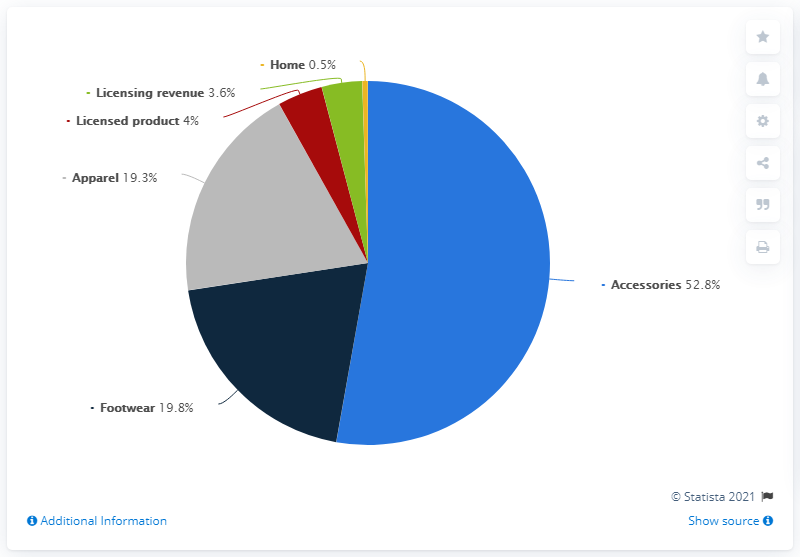 Home 0.5%
Licensing revenue 3.6%
Licensed product 4%
Apparel 19.3%
Accessories 52.8%
Footwear 19.8%
© Statista 2021
Additional Information
Show source